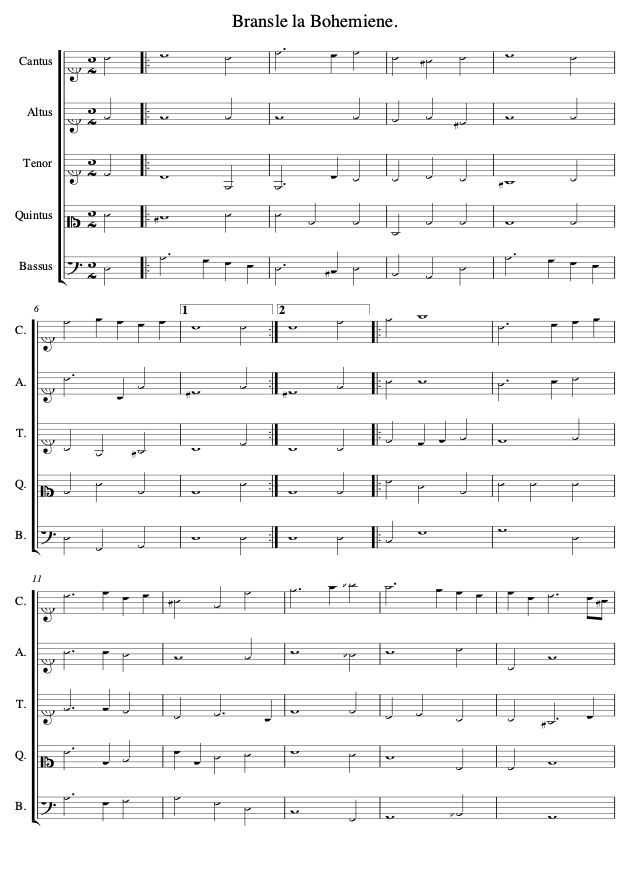 Bransle la Bohemiene.
Cantus
Altus
Tenor
Quintus
Bassus
6
1
2
C.
A.
T.
Q.
B.
11
C.
A.
T.
Q.
B.